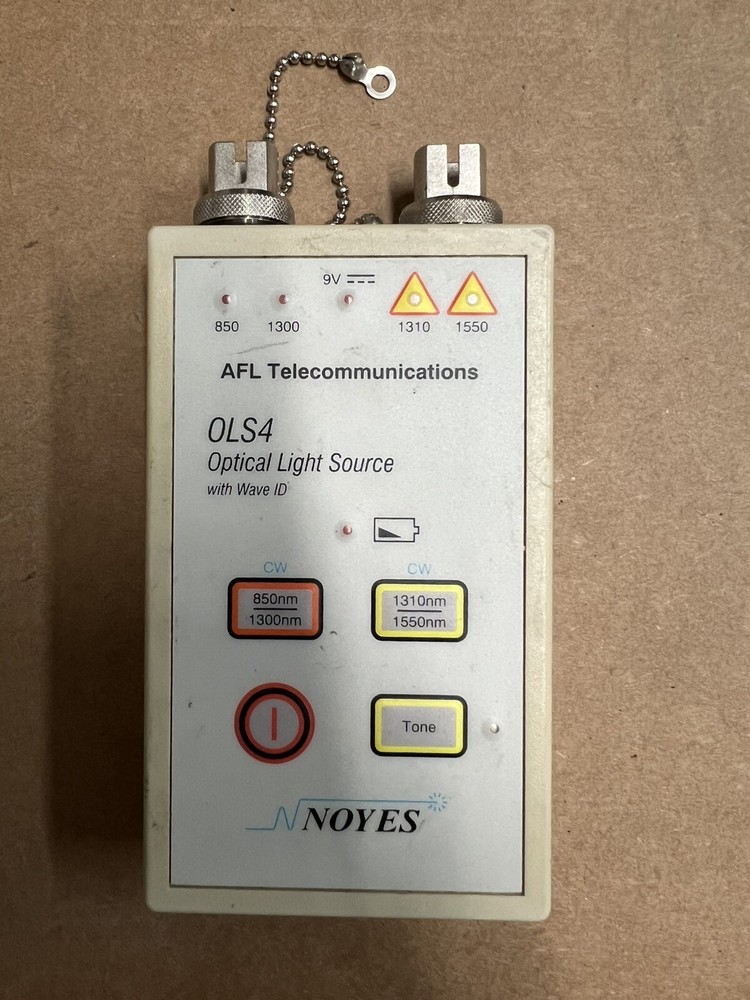 9V
850 1300 1310 1550
AFL Telecommunications
OLS4
Optical Light Source
with Wave ID
CW CW
850nm 1310nm
1300nm 1550nm
Tone
NOYES